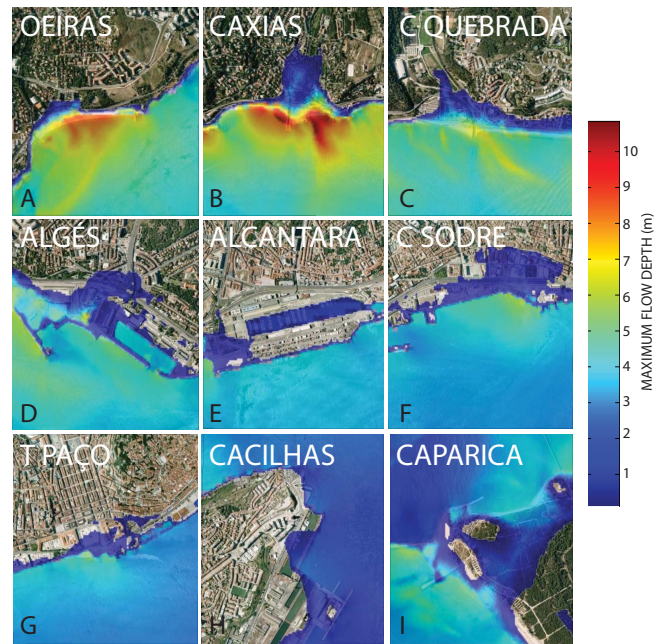 OEIRAS
CAXIAS
C QUEBRADA
A
B
C
ALGÉS
ALCANTARA
C SODRE
D
E
F
T PAÇO
CACILHAS
CAPARICA
G
H
I
10
9
8
7
6
5
4
3
2
1
MAXIMUM FLOW DEPTH (m)